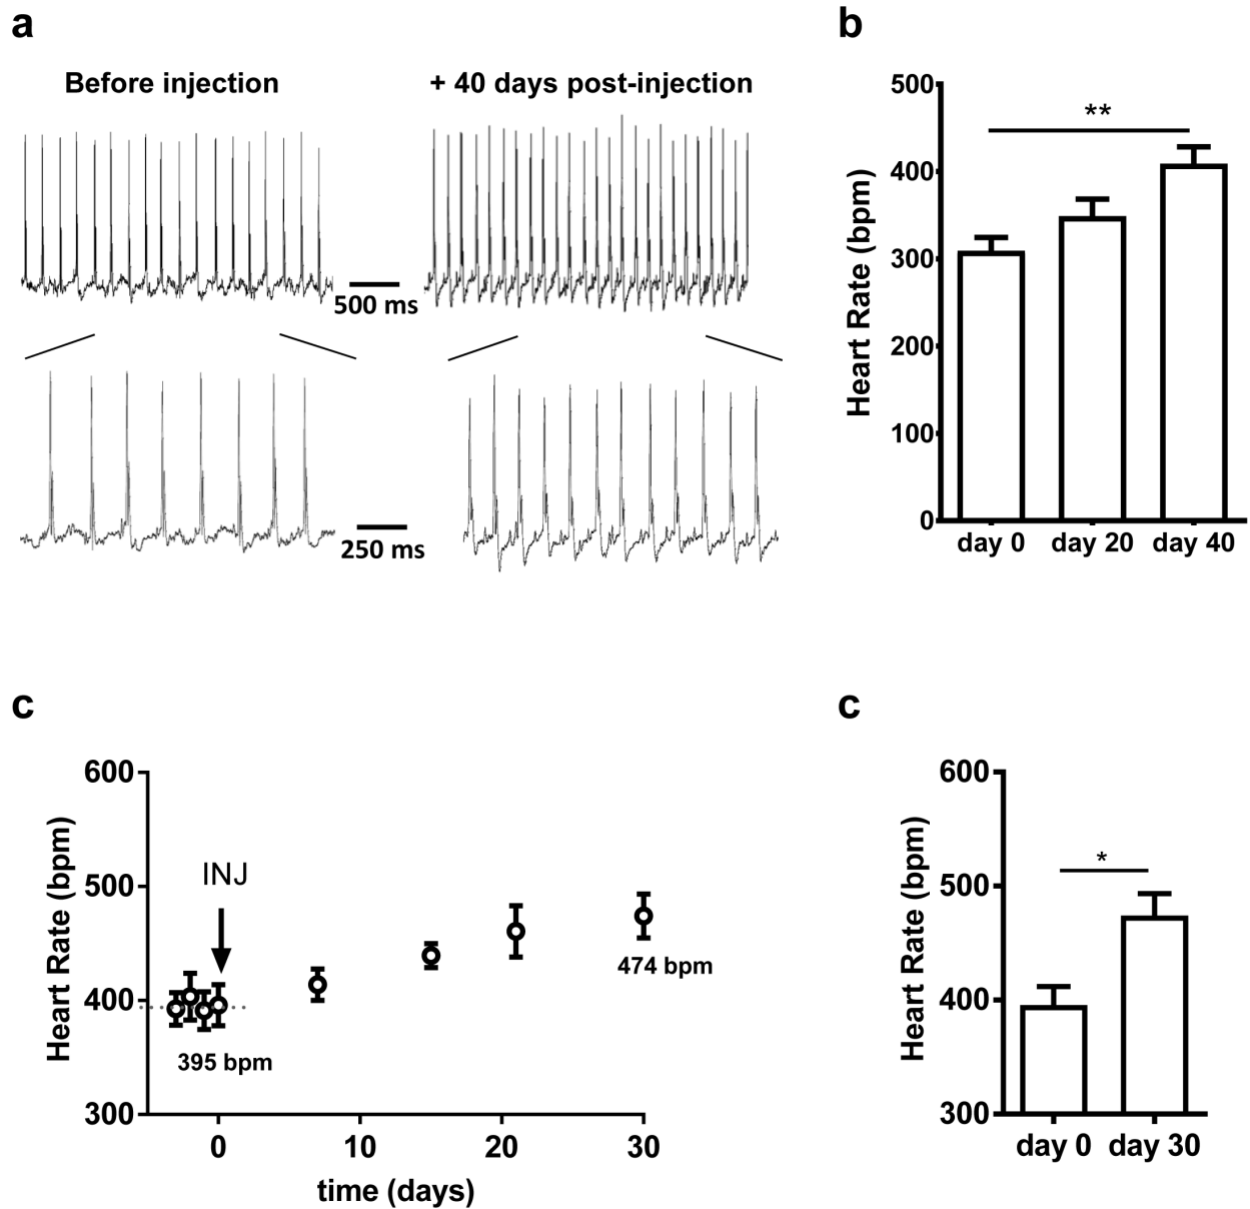 a
Before injection
+ 40 days post-injection
500 ms
250 ms
b
Heart Rate (bpm)
500
400
300
200
100
0
**
day 0 day 20 day 40
c
Heart Rate (bpm)
600
500
400
300
INJ
395 bpm
474 bpm
0 10 20 30
time (days)
c
Heart Rate (bpm)
600
500
400
300
*
day 0 day 30